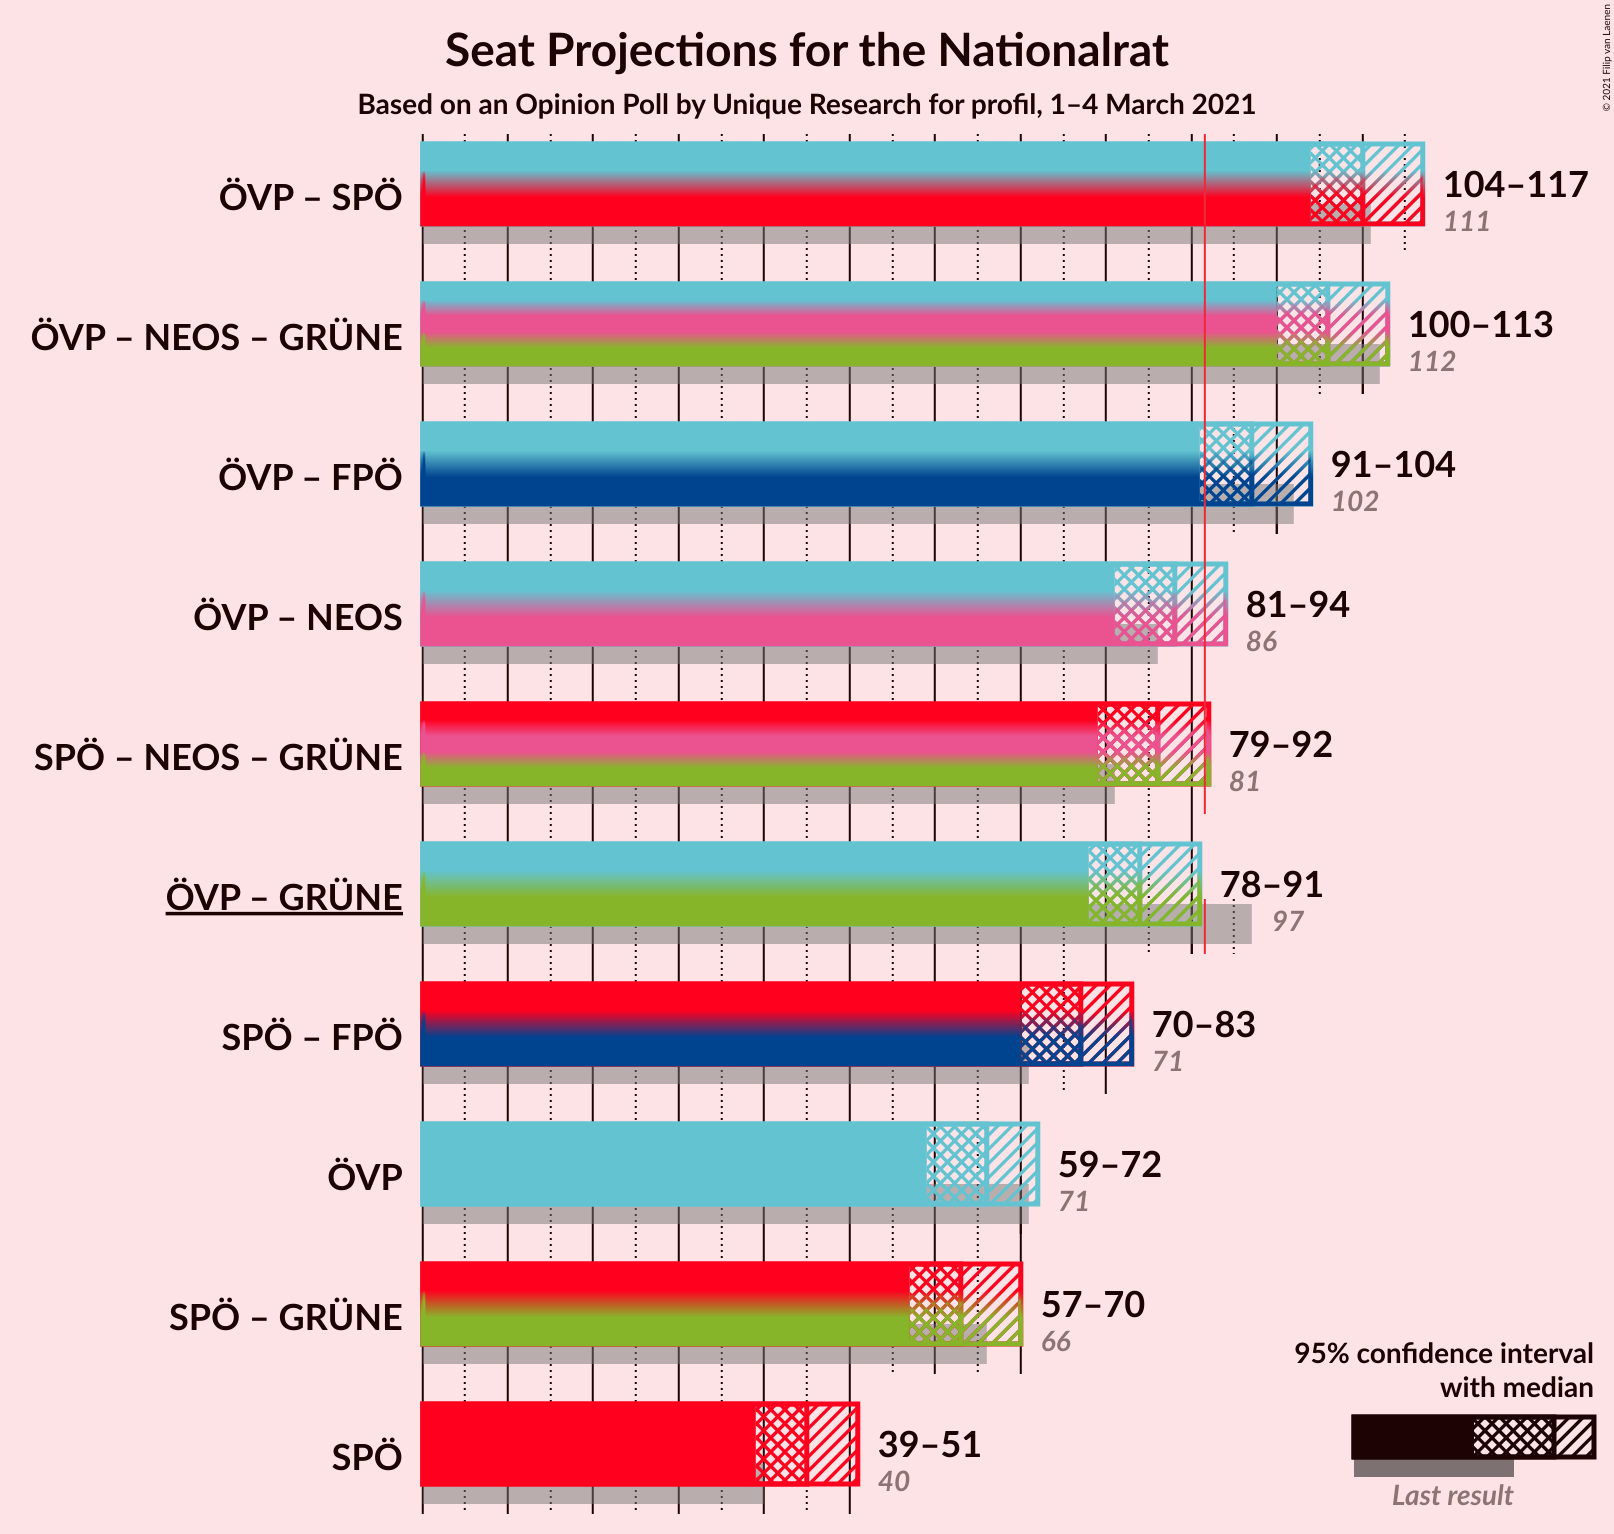 Seat Projections for the Nationalrat
Based on an Opinion Poll by Unique Research for profil, 1–4 March 2021
© 2021 Filip van Laenen
ÖVP – SPÖ
104–117
111
ÖVP – NEOS – GRÜNE
100–113
112
ÖVP – FPÖ
91–104
102
ÖVP – NEOS
81–94
86
SPÖ – NEOS – GRÜNE
79–92
81
ÖVP – GRÜNE
78–91
97
SPÖ – FPÖ
70–83
71
ÖVP
59–72
71
SPÖ – GRÜNE
57–70
66
SPÖ
39–51
40
95% confidence interval
with median
Last result